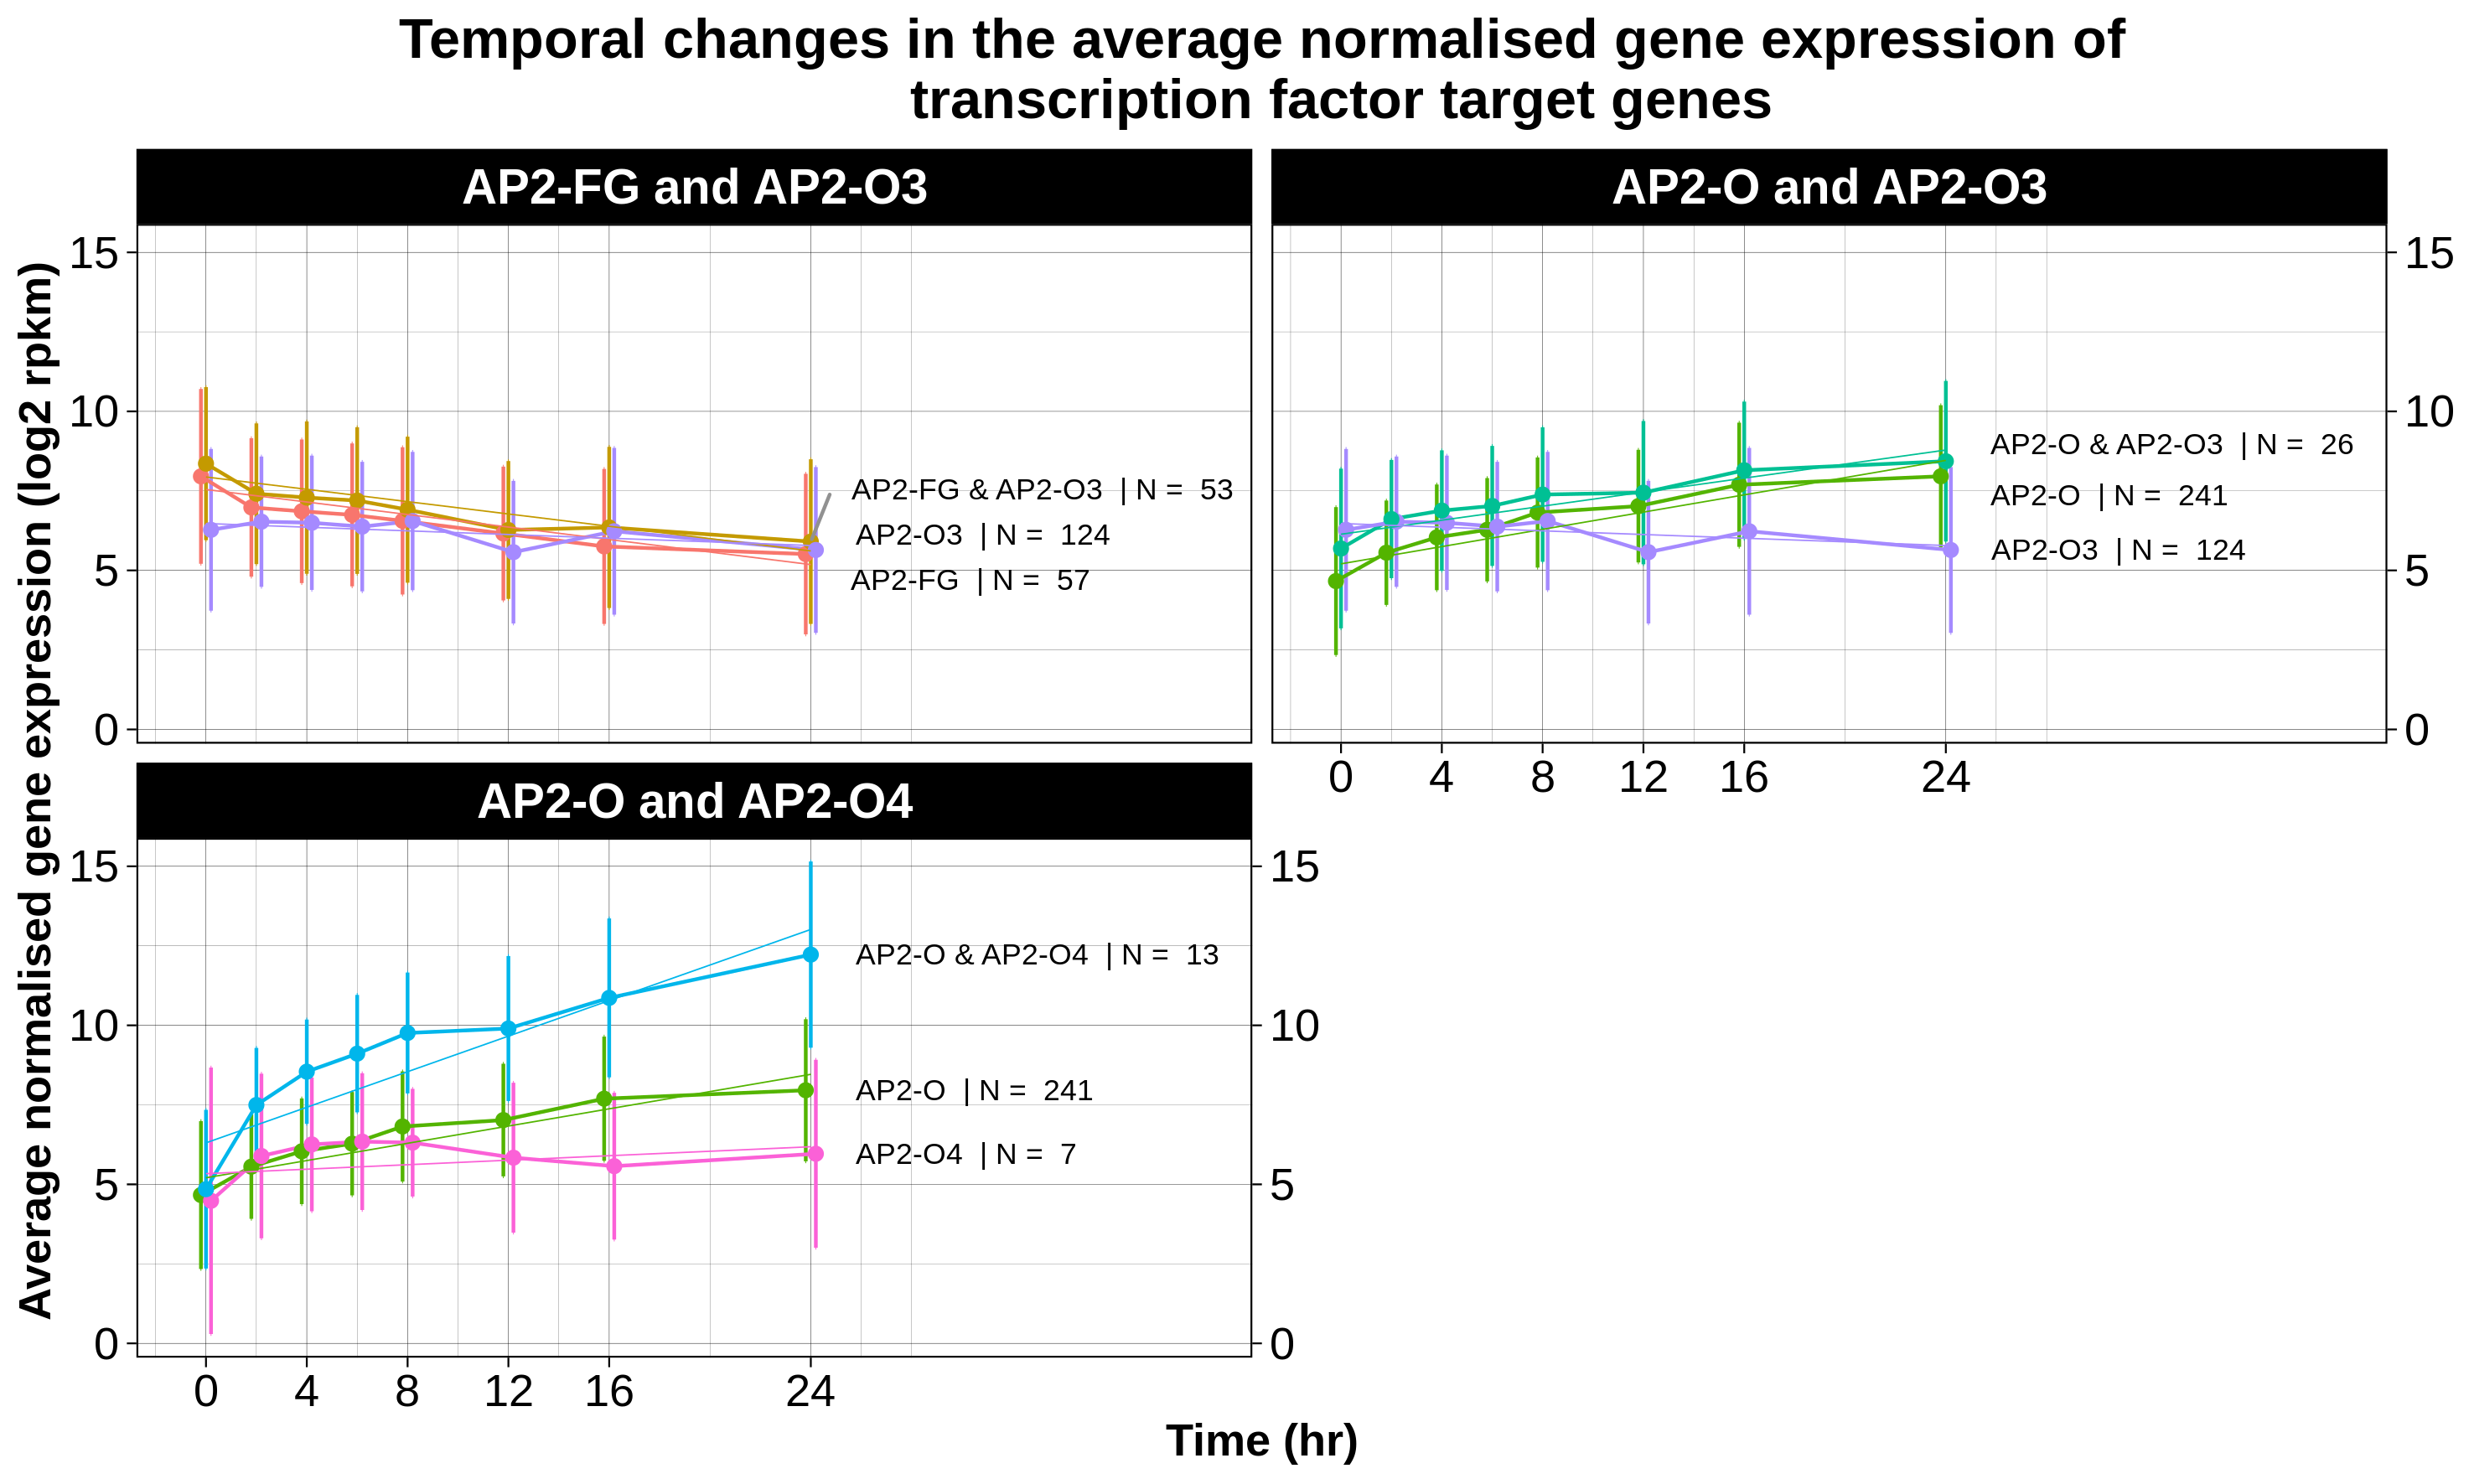 Temporal changes in the average normalised gene expression of
transcription factor target genes
AP2-FG and AP2-O3
AP2-O and AP2-O3
Average normalised gene expression (log2 rpkm)
15
10
5
0
AP2-FG & AP2-O3 | N = 53
AP2-O3 | N = 124
AP2-FG | N = 57
AP2-O & AP2-O3 | N = 26
AP2-O | N = 241
AP2-O3 | N = 124
15
10
5
0
0 4 8 12 16 24
AP2-O and AP2-O4
15
10
5
0
AP2-O & AP2-O4 | N = 13
AP2-O | N = 241
AP2-O4 | N = 7
15
10
5
0
0 4 8 12 16 24
Time (hr)